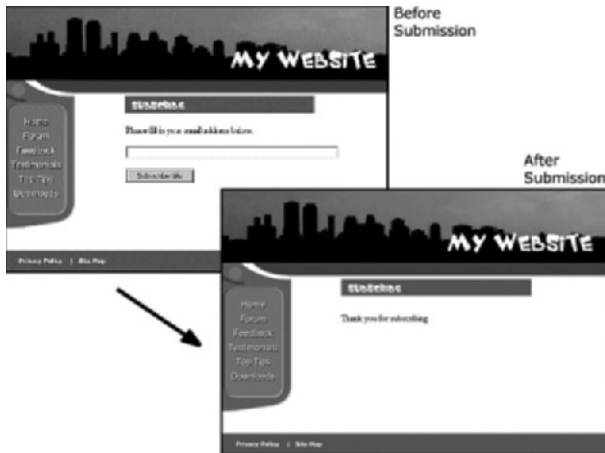 Before
Submission
MY WEBSITE
Subscribe
Please fill in your email address below.
Subscribe Me
Home
Forum
Feedback
Testimonials
Top Tips
Downloads
Privacy Policy | Site Map
After
Submission
MY WEBSITE
Subscribe
Thank you for subscribing
Home
Forum
Feedback
Testimonials
Top Tips
Downloads
Privacy Policy | Site Map